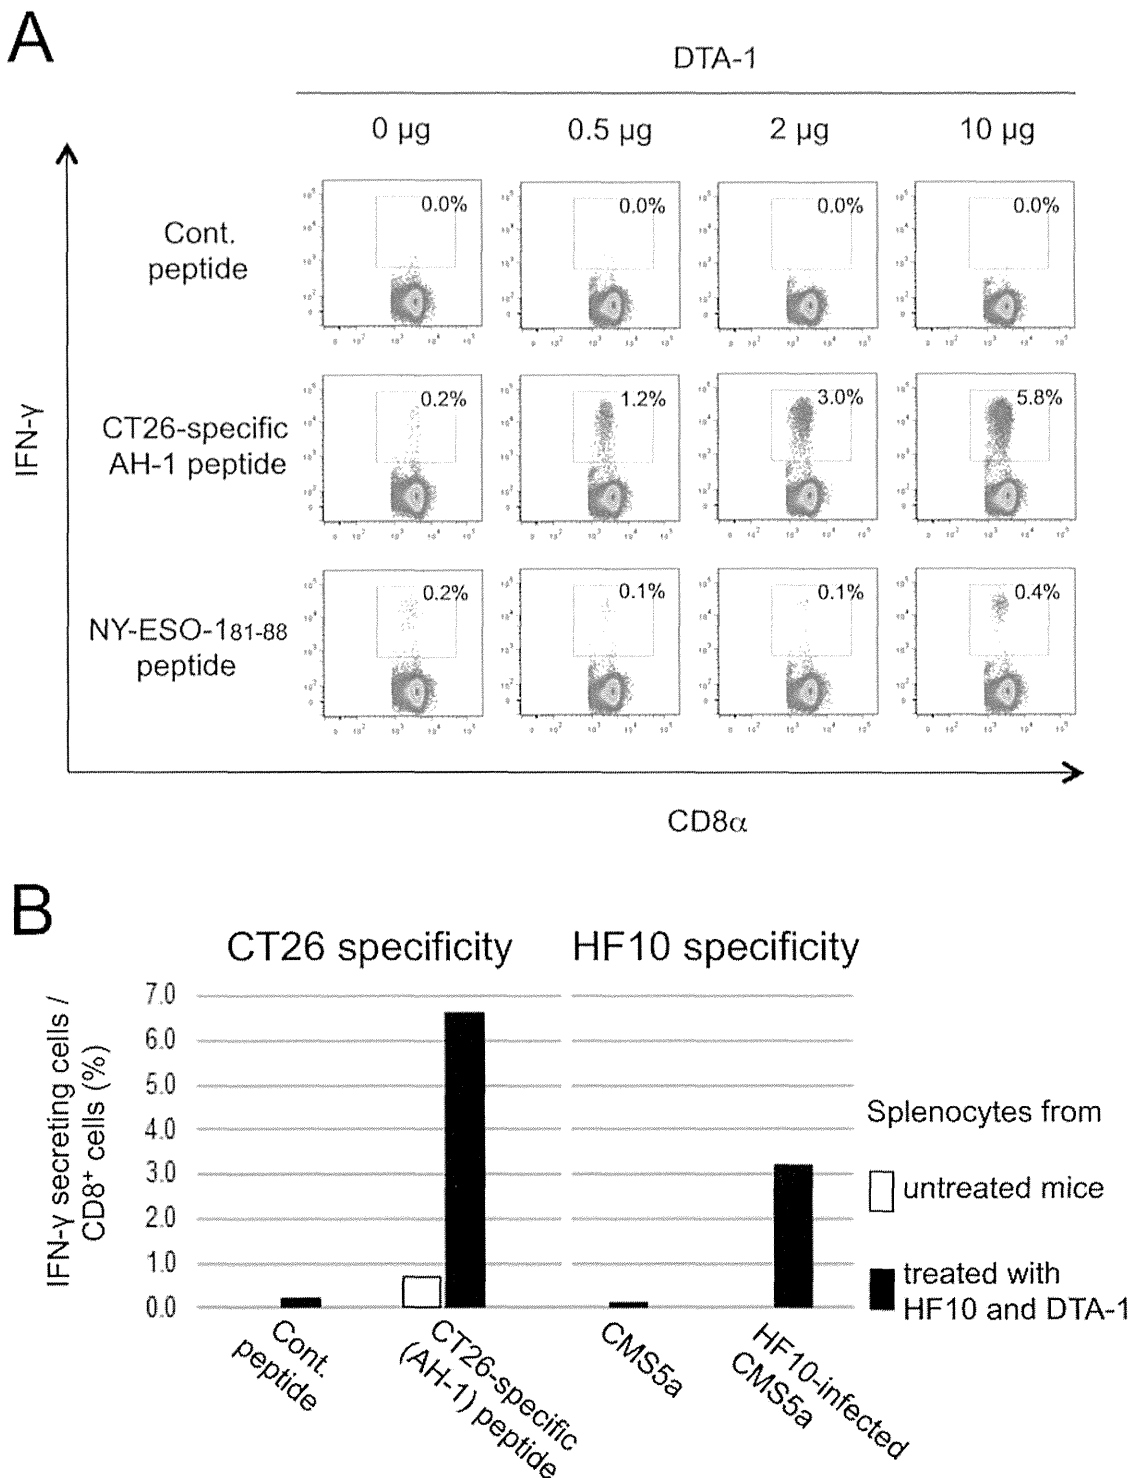 A
DTA-1
0 µg 0.5 µg 2 µg 10 µg
IFN-γ
Cont.
peptide
0.0% 0.0% 0.0% 0.0%
CT26-specific
AH-1 peptide
0.2% 1.2% 3.0% 5.8%
NY-ESO-181-88
peptide
0.2% 0.1% 0.1% 0.4%
CD8α
B
CT26 specificity HF10 specificity
IFN-γ secreting cells /
CD8+ cells (%)
7.0
6.0
5.0
4.0
3.0
2.0
1.0
0.0
Cont.
peptide
CT26-specific
(AH-1) peptide
CMS5a
HF10-infected
CMS5a
Splenocytes from
untreated mice
treated with
HF10 and DTA-1